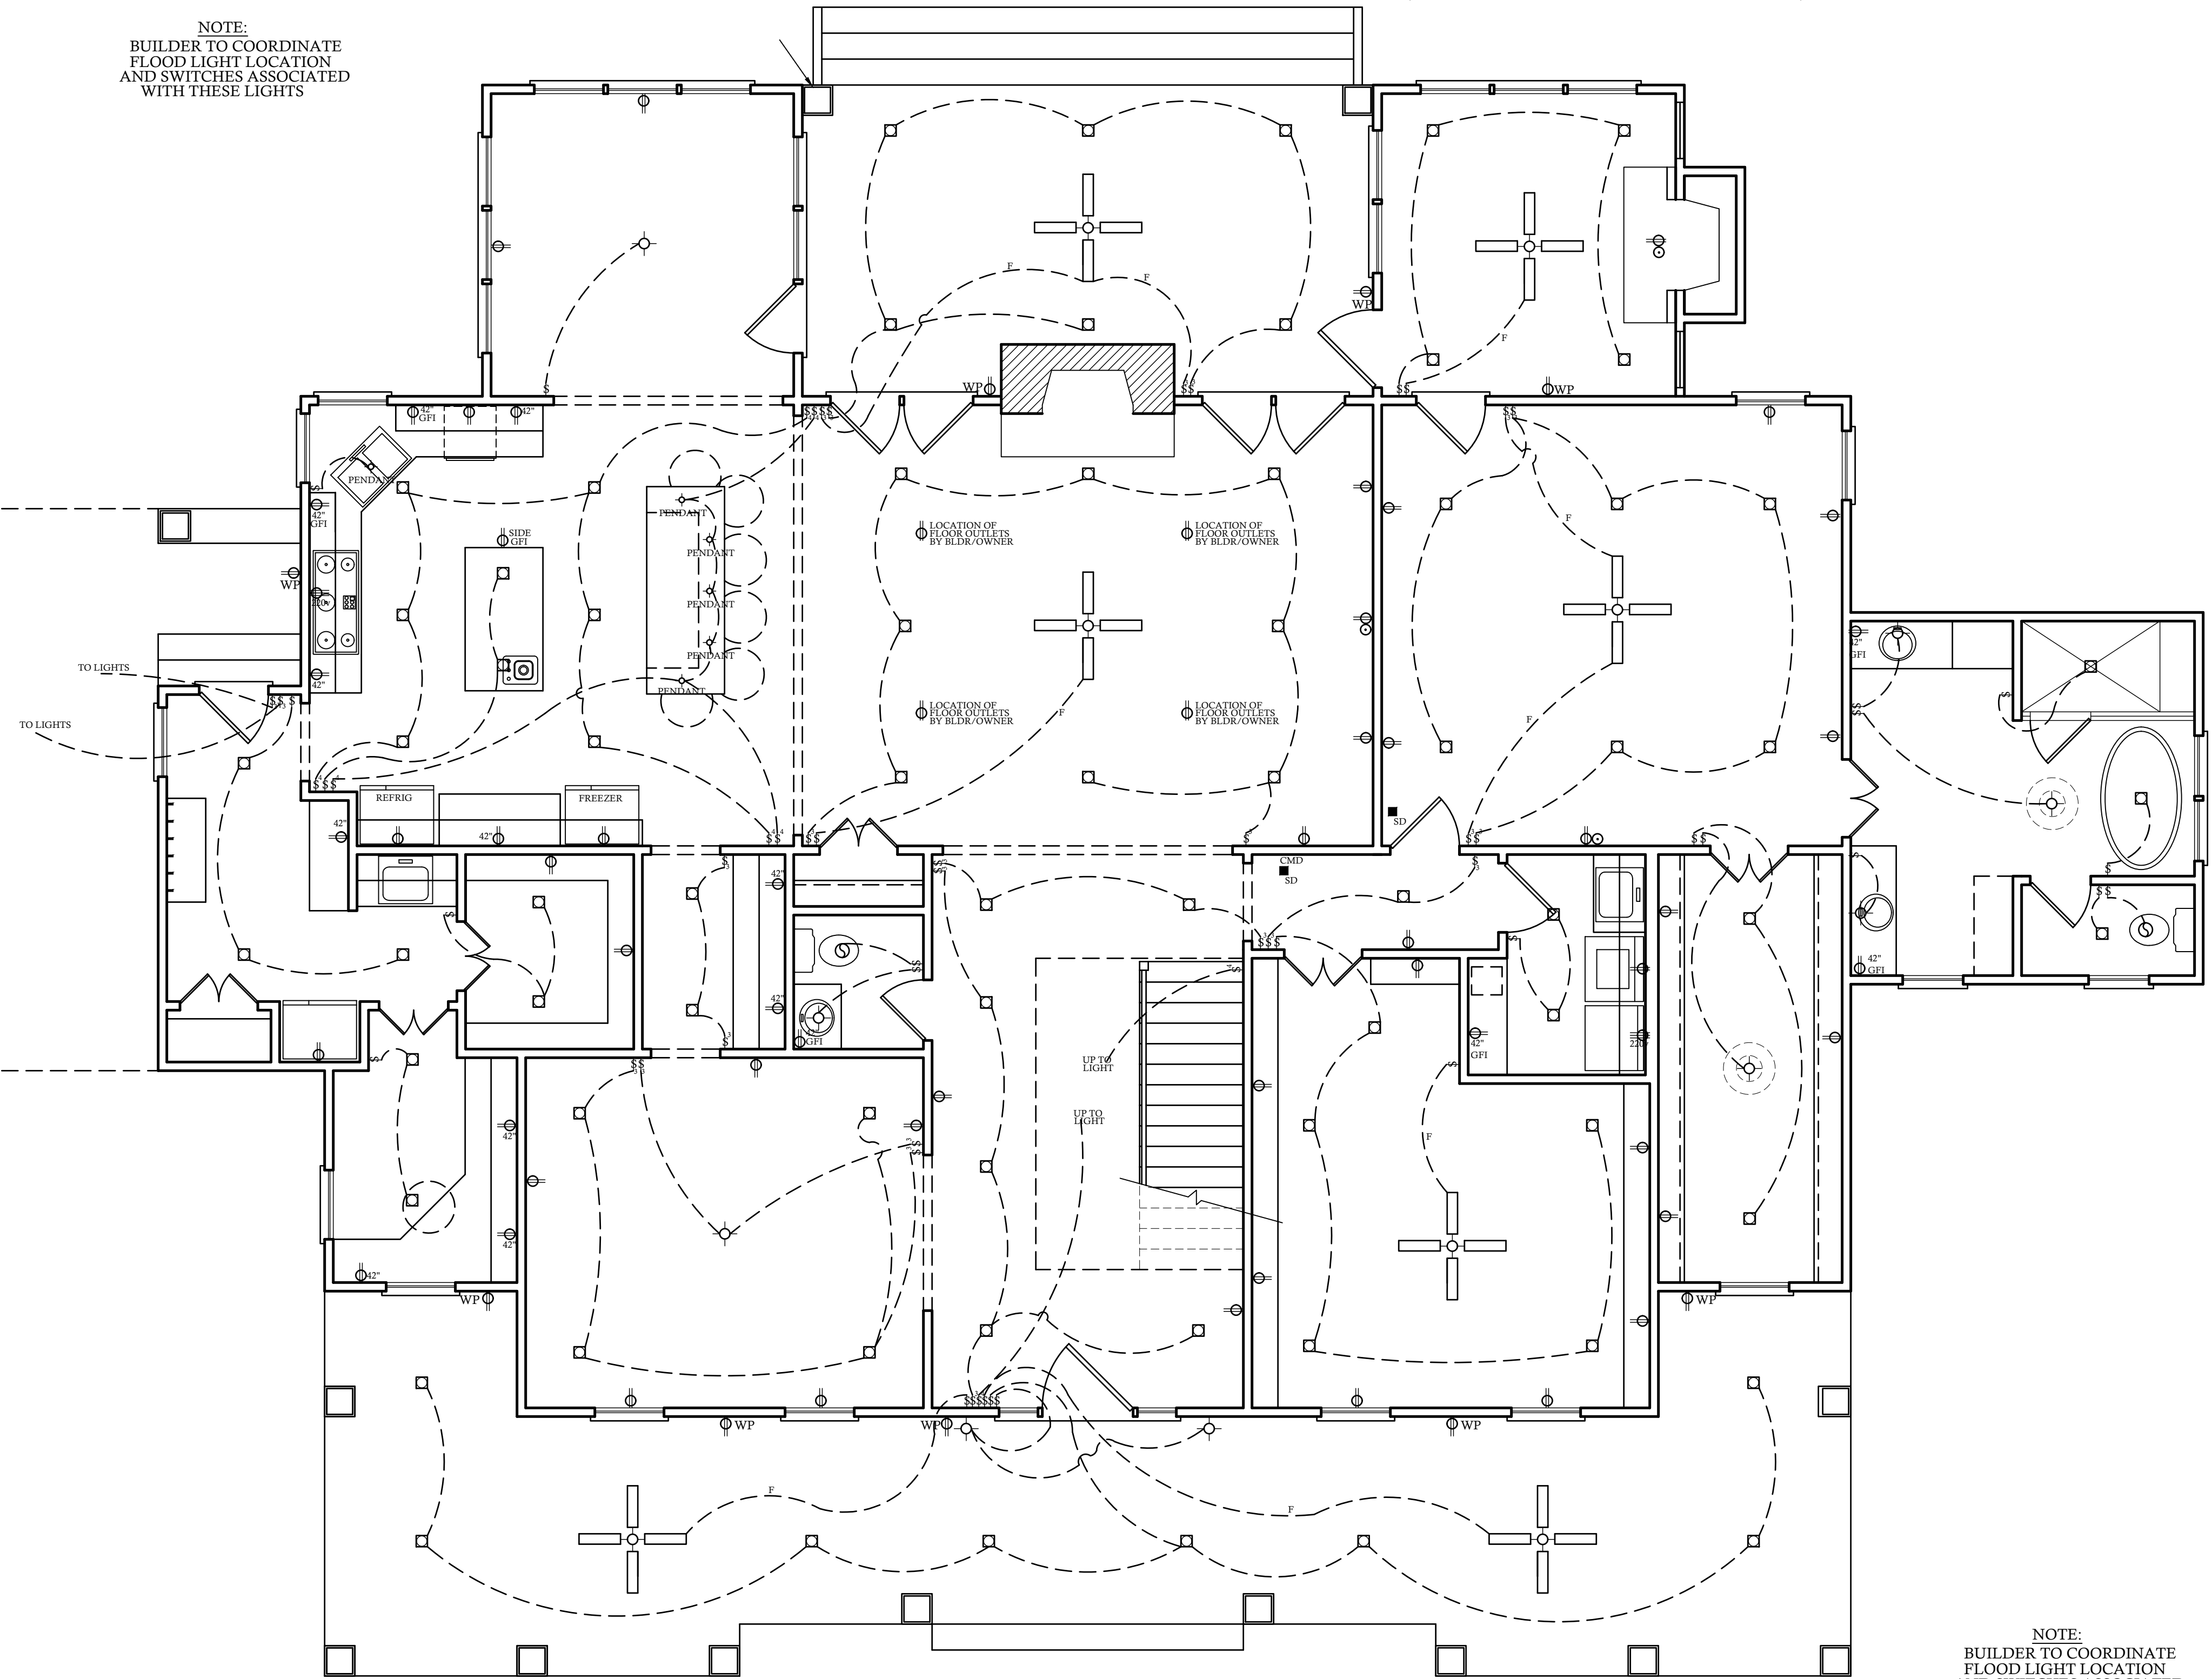 NOTE:
BUILDER TO COORDINATE
FLOOD LIGHT LOCATION
AND SWITCHES ASSOCIATED
WITH THESE LIGHTS
F
F
WP
F
$
WP
$$
$$
WP
42"
GFI
42"
$$$$
$$
PENDANT
$
42"
GFI
PENDANT
SIDE
GFI
LOCATION OF
FLOOR OUTLETS
BY BLDR/OWNER
LOCATION OF
FLOOR OUTLETS
BY BLDR/OWNER
F
PENDANT
WP
220v
PENDANT
42"
GFI
PENDANT
TO LIGHTS
42"
PENDANT
$$ $
$
$$
TO LIGHTS
LOCATION OF
FLOOR OUTLETS
BY BLDR/OWNER
F
LOCATION OF
FLOOR OUTLETS
BY BLDR/OWNER
F
$$$
REFRIG
FREEZER
SD
42"
42"
$$
$$
$
$$
$$
CMD
SD
$
$$
$
$
$
$$
42"
$
$$$
$
$$
$
42"
GFI
42"
42"
GFI
$
42"
GFI
220v
$
$$
UP TO
LIGHT
$
UP TO
LIGHT
42"
F
$$
42"
42"
WP
WP
$$$$$$
WP
WP
WP
F
F
NOTE:
BUILDER TO COORDINATE
FLOOD LIGHT LOCATION